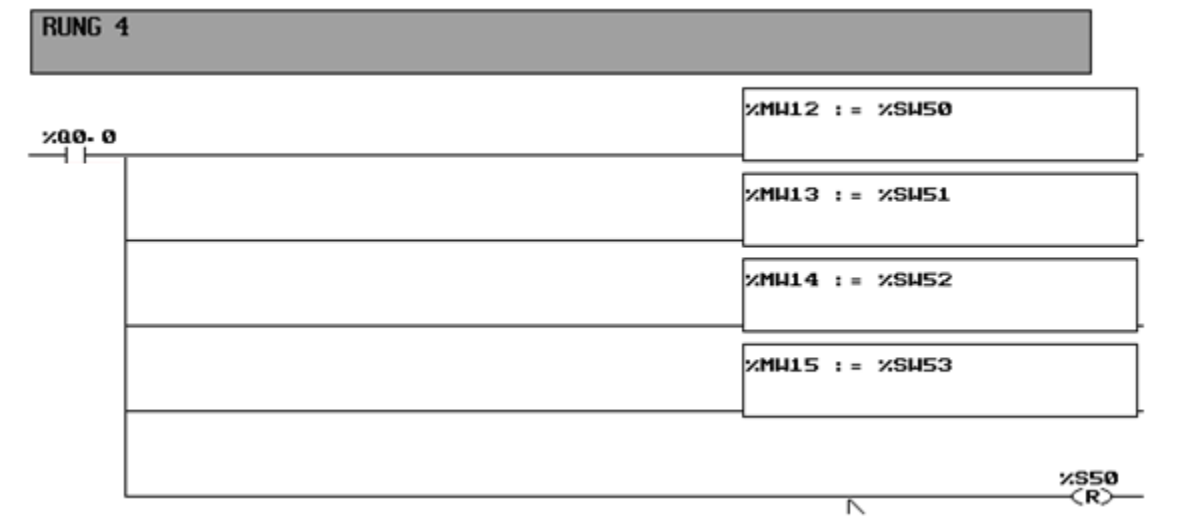 RUNG 4
%MW12 := %SW50
%Q0.0
%MW13 := %SW51
%MW14 := %SW52
%MW15 := %SW53
%S50
(R)